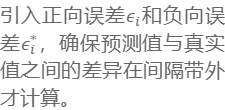 引入正向误差ϵᵢ和负向误
差ϵᵢ*，确保预测值与真实
值之间的差异在间隔带外
才计算。